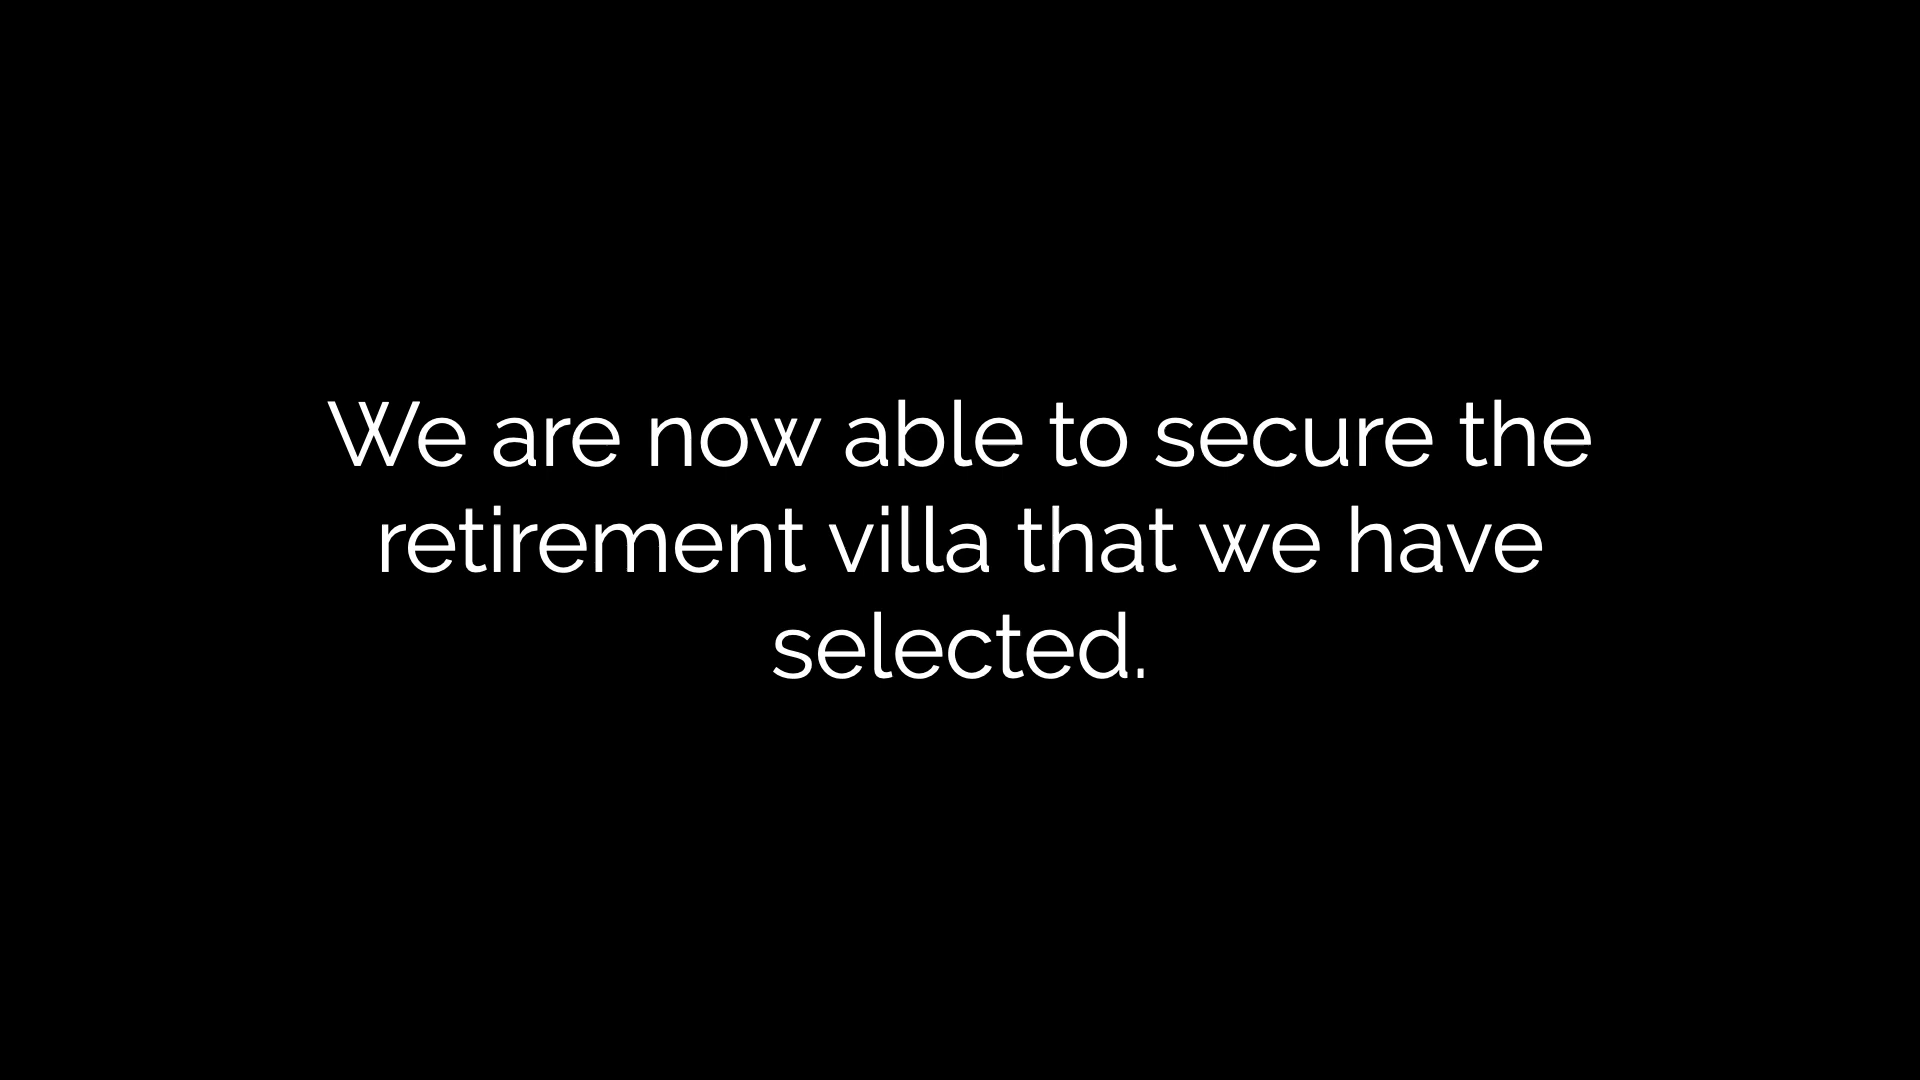 We are now able to secure the
retirement villa that we have
selected.